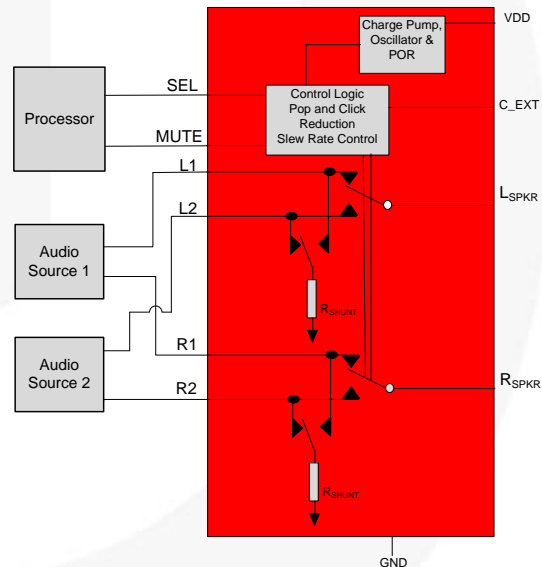 Charge Pump,
Oscillator &
POR
VDD
Processor
SEL
MUTE
Control Logic
Pop and Click
Reduction
Slew Rate Control
C_EXT
L1
L2
LSPKR
Audio
Source 1
RSHUNT
Audio
Source 2
R1
R2
RSPKR
RSHUNT
GND